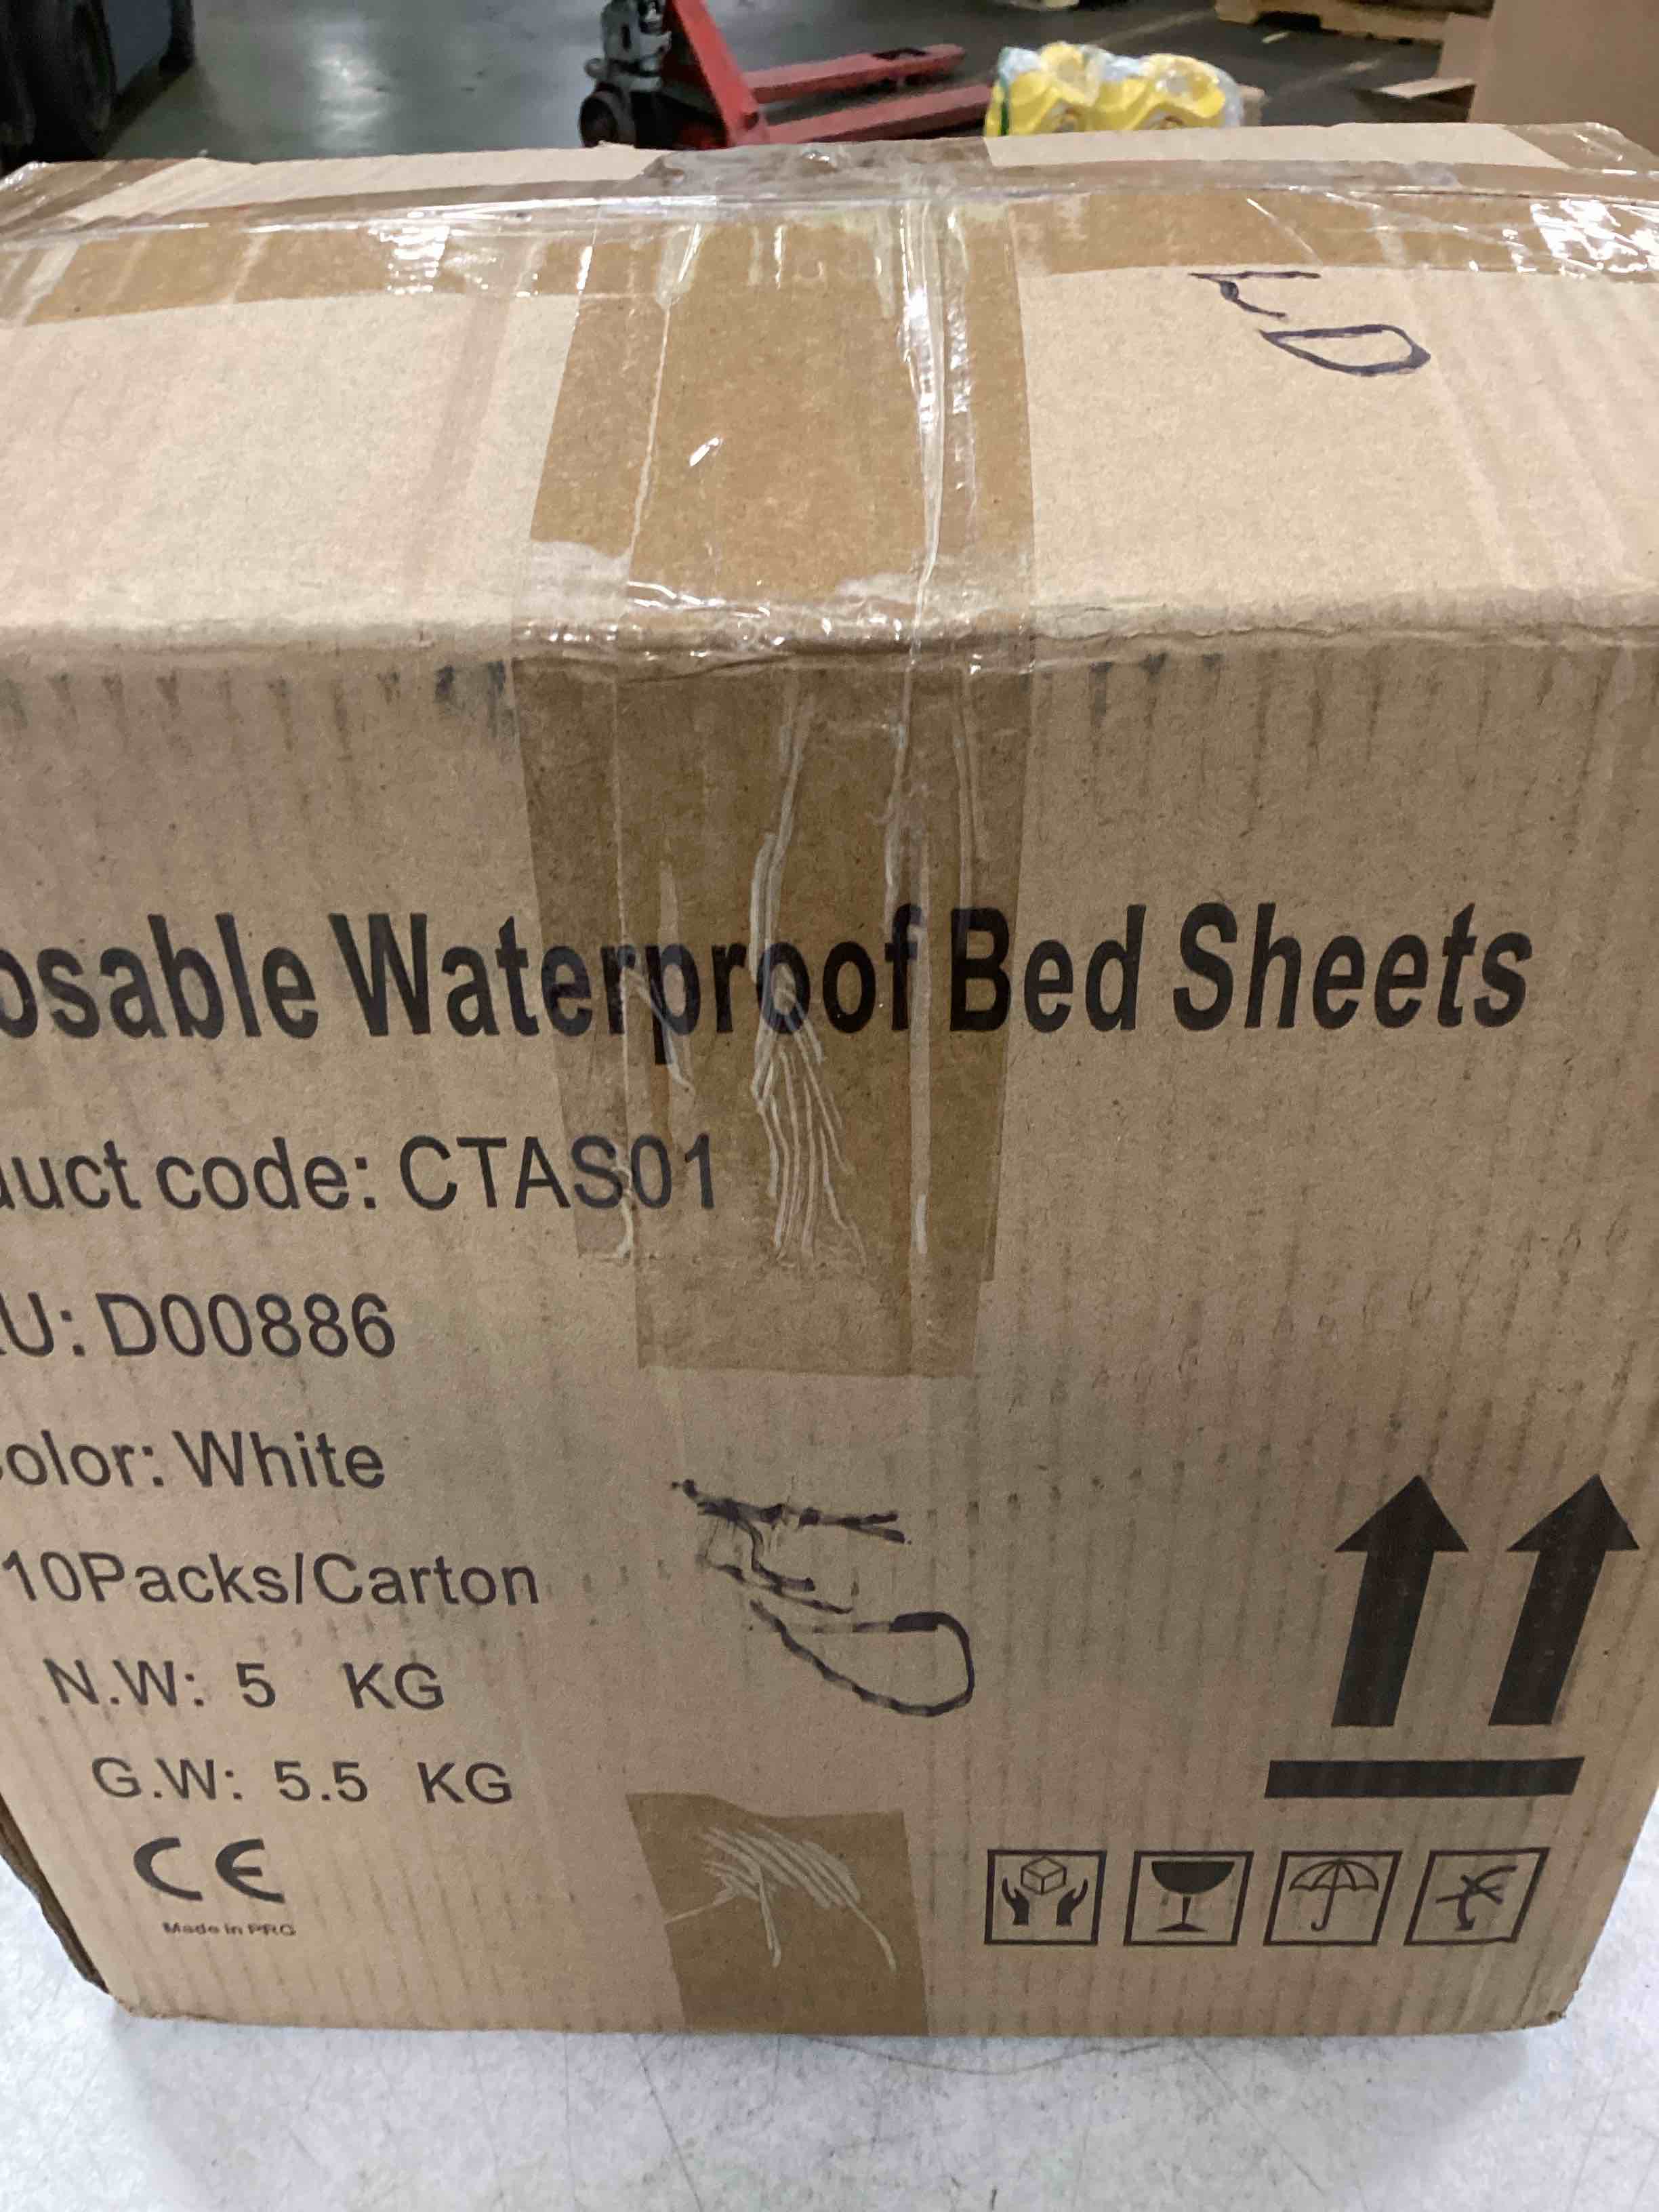 osable Waterproof Bed Sheets
duct code: CTAS01
U: D00886
olor: White
10Packs/Carton
N.W: 5 KG
G.W: 5.5 KG
CE
Made in PRC